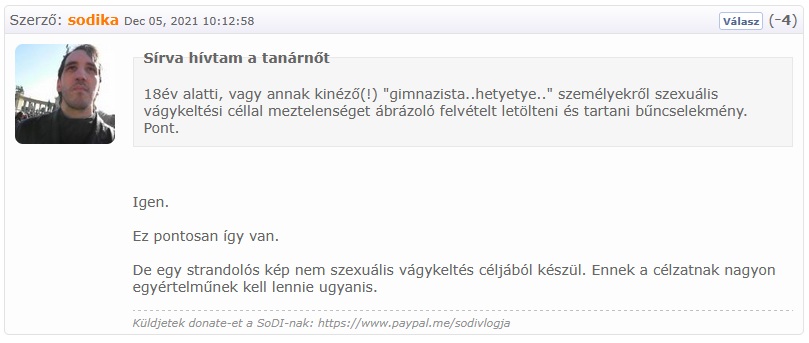 Szerző: sodika Dec 05, 2021 10:12:58 Válasz (-4)
Sírva hívtam a tanárnőt
18év alatti, vagy annak kinéző(!) "gimnazista..hetyetye.." személyekről szexuális
vágykeltési céllal meztelenséget ábrázoló felvételt letölteni és tartani bűncselekmény.
Pont.
Igen.
Ez pontosan így van.
De egy strandolós kép nem szexuális vágykeltés céljából készül. Ennek a célzatnak nagyon
egyértelműnek kell lennie ugyanis.
Küldjetek donate-et a SoDI-nak: https://www.paypal.me/sodivlogja